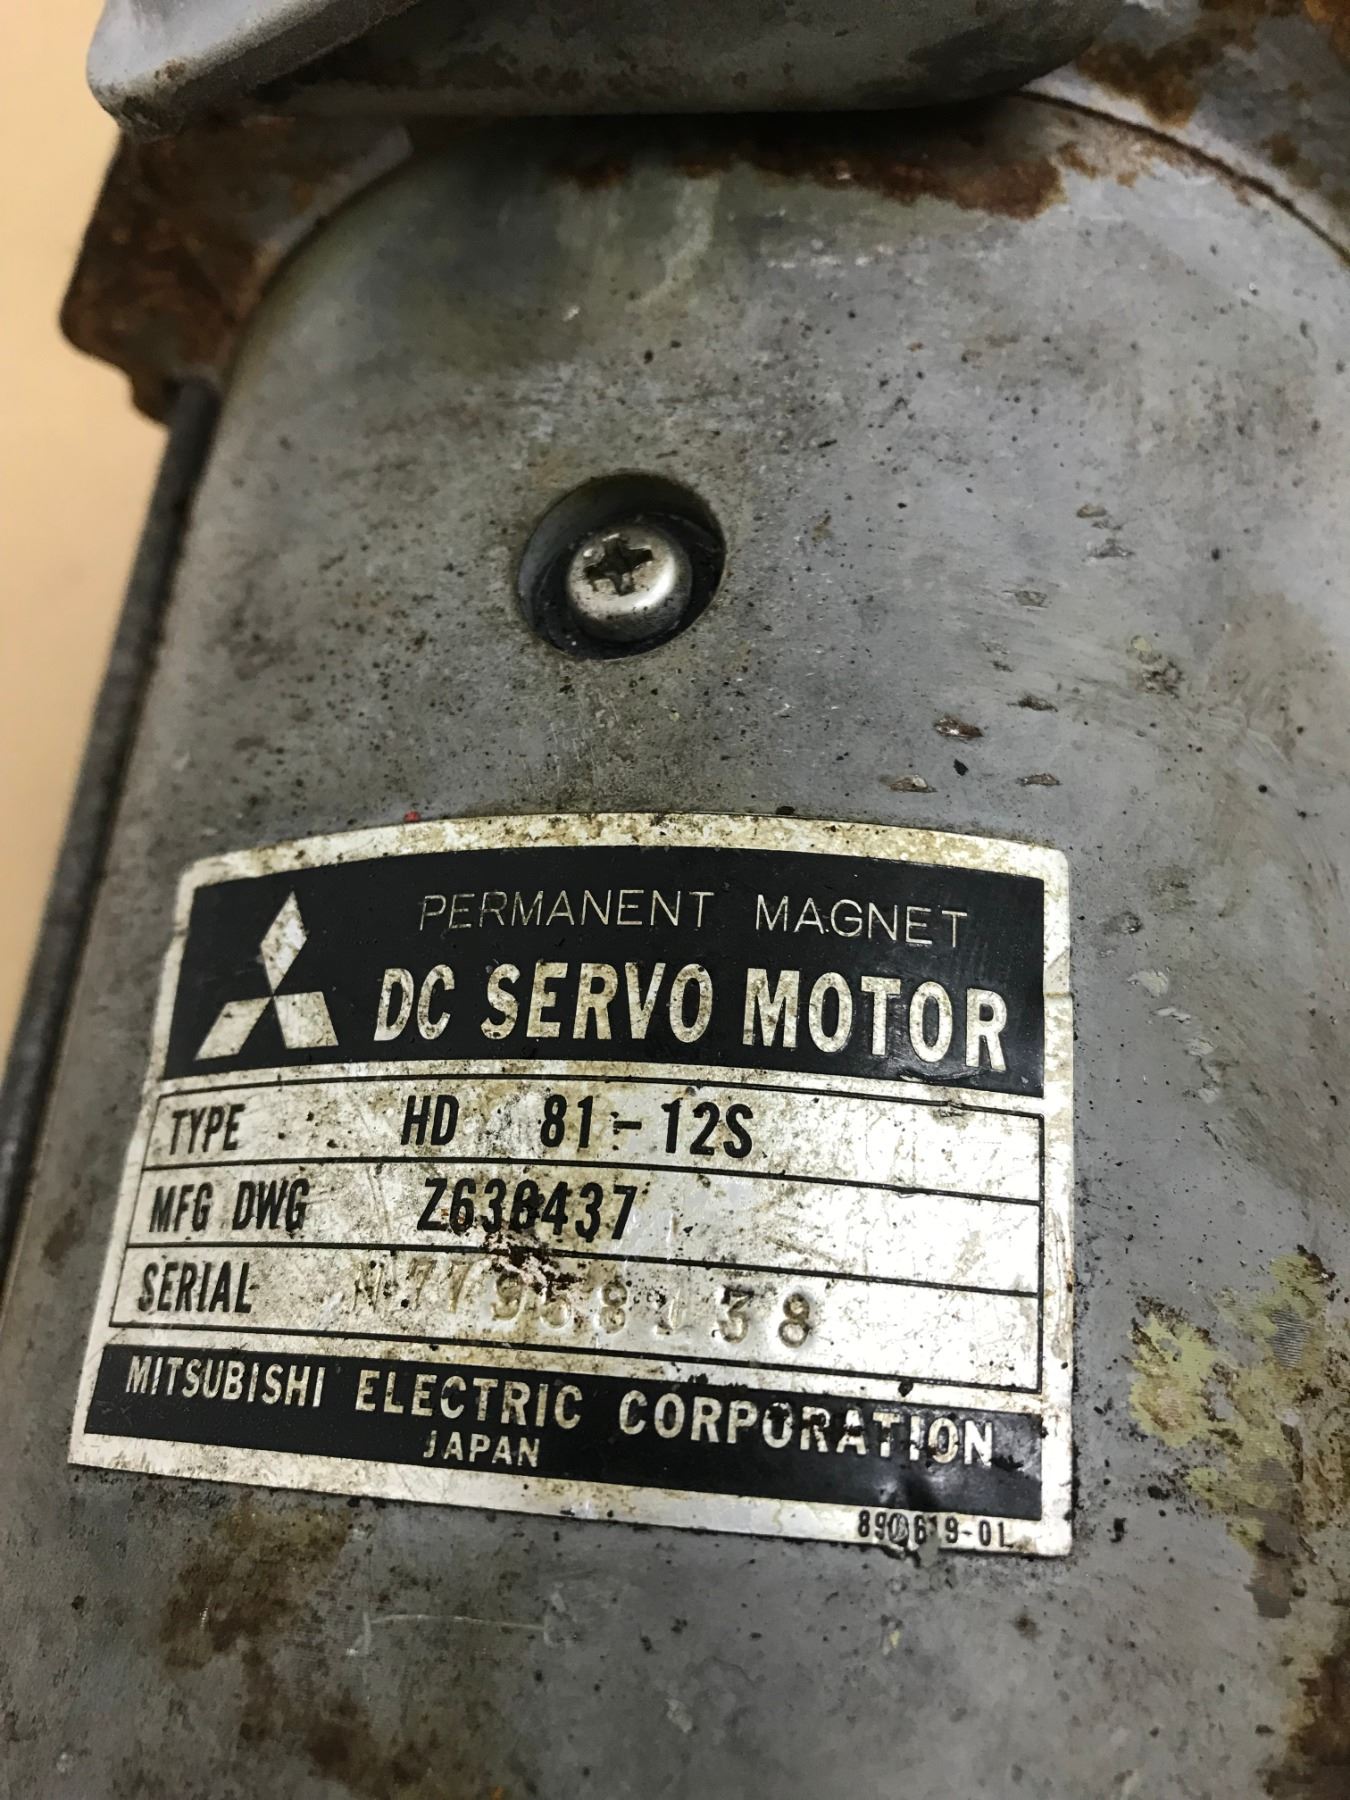 PERMANENT MAGNET
DC SERVO MOTOR
TYPE HD 81-12S
MFG DWG
SERIAL
MITSUBISHI ELECTRIC CORPORATION
JAPAN